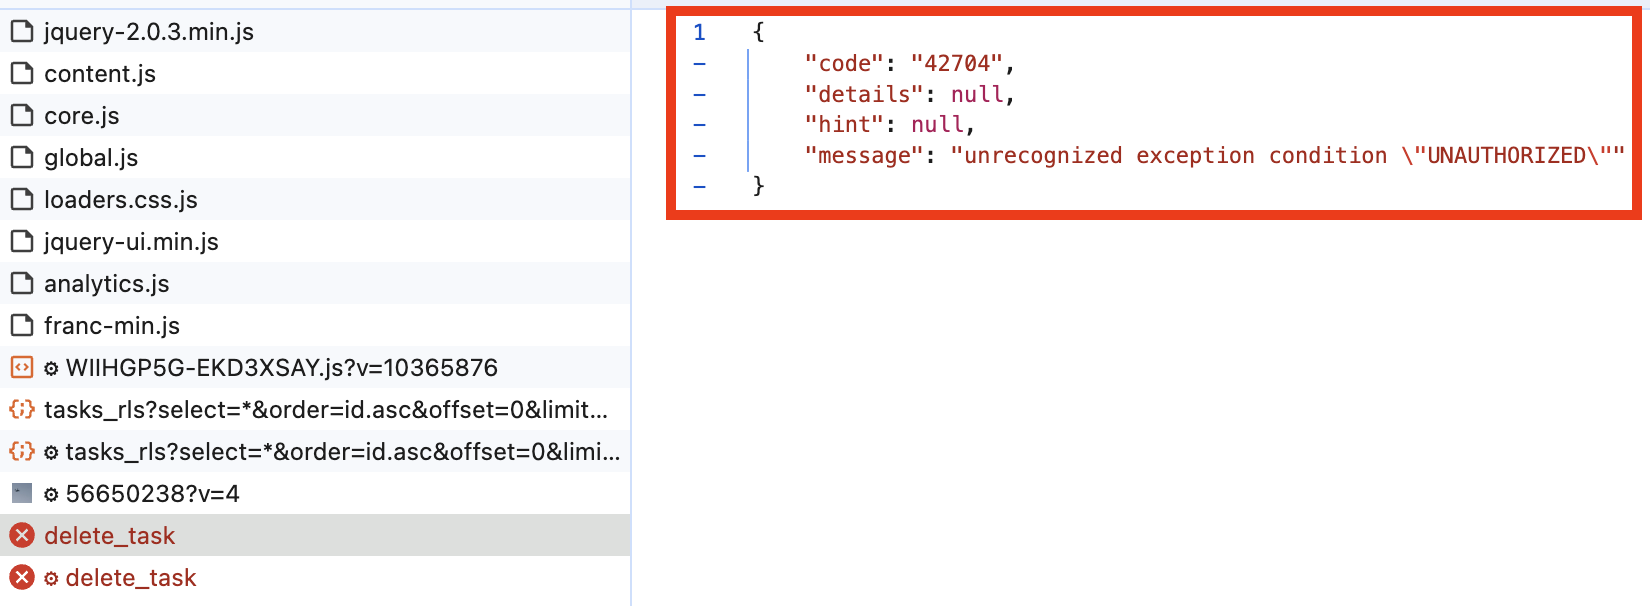 jquery-2.0.3.min.js
content.js
core.js
global.js
loaders.css.js
jquery-ui.min.js
analytics.js
franc-min.js
WIIHGP5G-EKD3XSAY.js?v=10365876
tasks_rls?select=*&order=id.asc&offset=0&limit...
tasks_rls?select=*&order=id.asc&offset=0&limi...
56650238?v=4
delete_task
delete_task
1 {
- "code": "42704",
- "details": null,
- "hint": null,
- "message": "unrecognized exception condition \"UNAUTHORIZED\""
- }